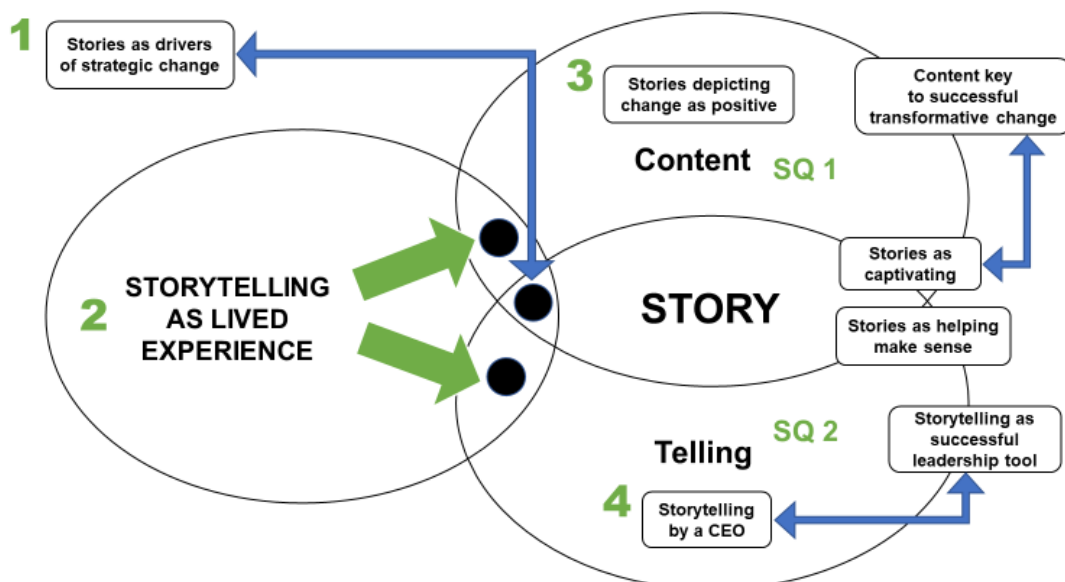 1
Stories as drivers
of strategic change
3
Stories depicting
change as positive
Content key
to successful
transformative change
Content
SQ 1
2
STORYTELLING
AS LIVED
EXPERIENCE
Stories as
captivating
STORY
Stories as helping
make sense
SQ 2
Telling
Storytelling as
successful
leadership tool
4
Storytelling
by a CEO